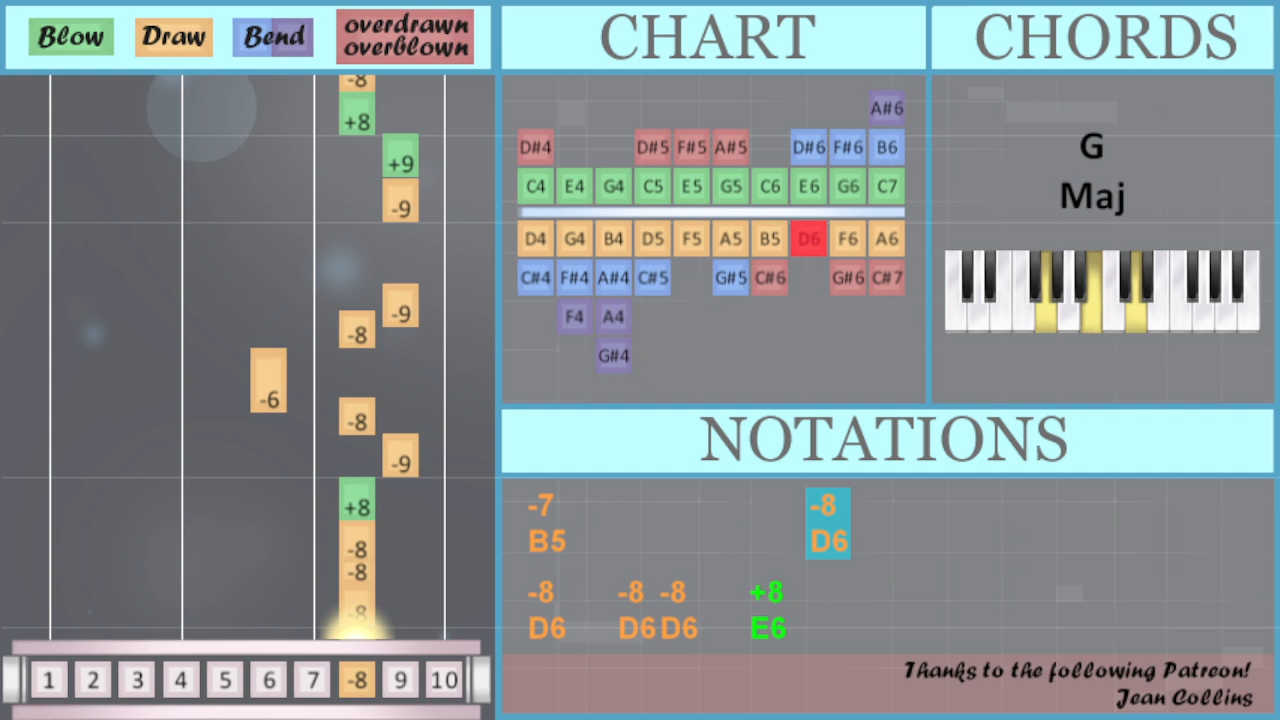 Blow Draw Bend overdrawn
overblown
CHART
CHORDS
-8
+8
+9
-9
-9
-8
-6
-8
-9
+8
-8
-8
-8
1 2 3 4 5 6 7 -8 9 10
A#6
D#4 D#5 F#5 A#5 D#6 F#6 B6
C4 E4 G4 C5 E5 G5 C6 E6 G6 C7
D4 G4 B4 D5 F5 A5 B5 D6 F6 A6
C#4 F#4 A#4 C#5 G#5 C#6 G#6 C#7
F4 A4
G#4
G
Maj
NOTATIONS
-7 -8
B5 D6
-8 -8 -8 +8
D6 D6 D6 E6
Thanks to the following Patreon!
Jean Collins